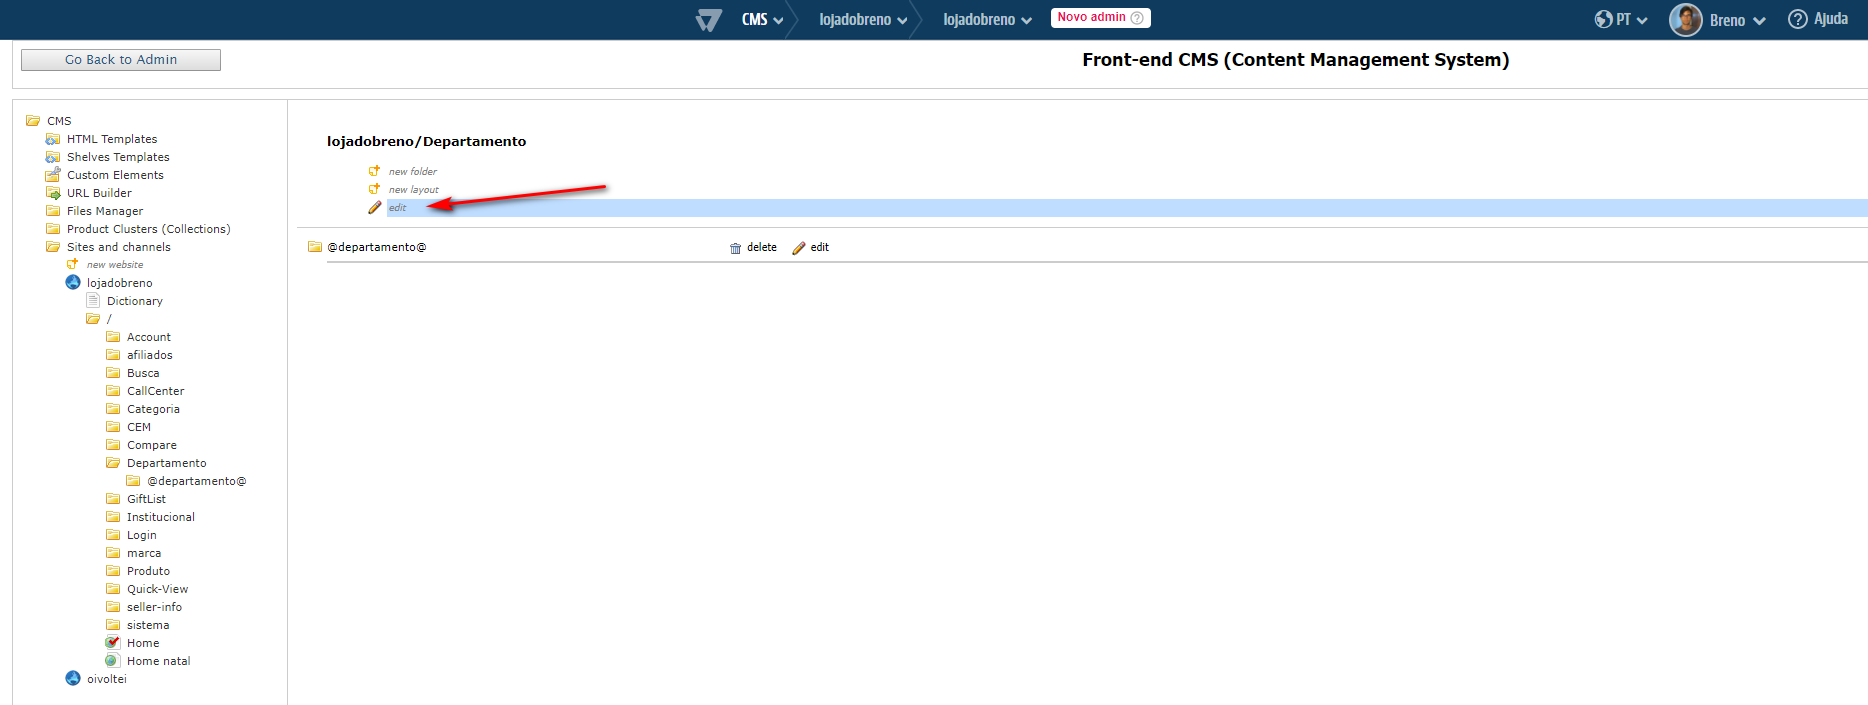 CMS lojadobreno lojadobreno Novo admin PT Breno Ajuda
Go Back to Admin
Front-end CMS (Content Management System)
CMS
HTML Templates
Shelves Templates
Custom Elements
URL Builder
Files Manager
Product Clusters (Collections)
Sites and channels
new website
lojadobreno
Dictionary
/
Account
afiliados
Busca
CallCenter
Categoria
CEM
Compare
Departamento
@departamento@
GiftList
Institucional
Login
marca
Produto
Quick-View
seller-info
sistema
Home
Home natal
oivoltei
lojadobreno/Departamento
new folder
new layout
edit
@departamento@ delete edit